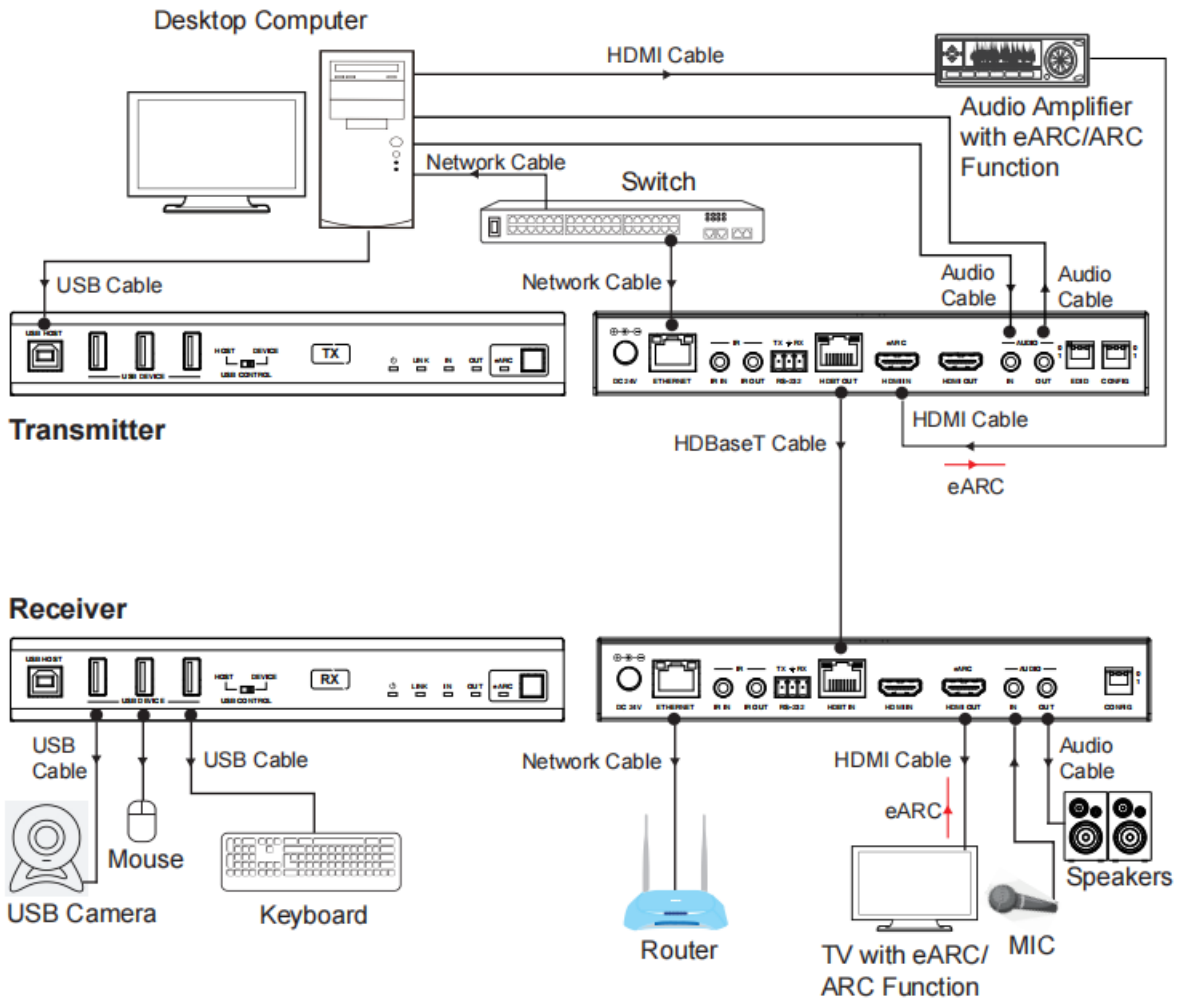 Desktop Computer
HDMI Cable
Audio Amplifier
with eARC/ARC
Function
Network Cable
Switch
USB Cable
Network Cable
Audio
Cable
Audio
Cable
USB HOST
USB DEVICE
HOST DEVICE
USB CONTROL
TX
LINK IN OUT eARC
DC 24V
ETHERNET
IR
IR IN IR OUT
TX RX
RS-232
HDBT OUT
eARC
HDMI IN
HDMI OUT
AUDIO
IN OUT
0
1
EDID
0
1
CONFIG
Transmitter
HDBaseT Cable
HDMI Cable
eARC
Receiver
USB HOST
USB DEVICE
HOST DEVICE
USB CONTROL
RX
LINK IN OUT eARC
DC 24V
ETHERNET
IR
IR IN IR OUT
TX RX
RS-232
HDBT IN
HDMI IN
eARC
HDMI OUT
AUDIO
IN OUT
0
1
CONFIG
USB
Cable
USB Cable
Network Cable
HDMI Cable
Audio
Cable
eARC
Mouse
USB Camera
Keyboard
Router
TV with eARC/
ARC Function
MIC
Speakers